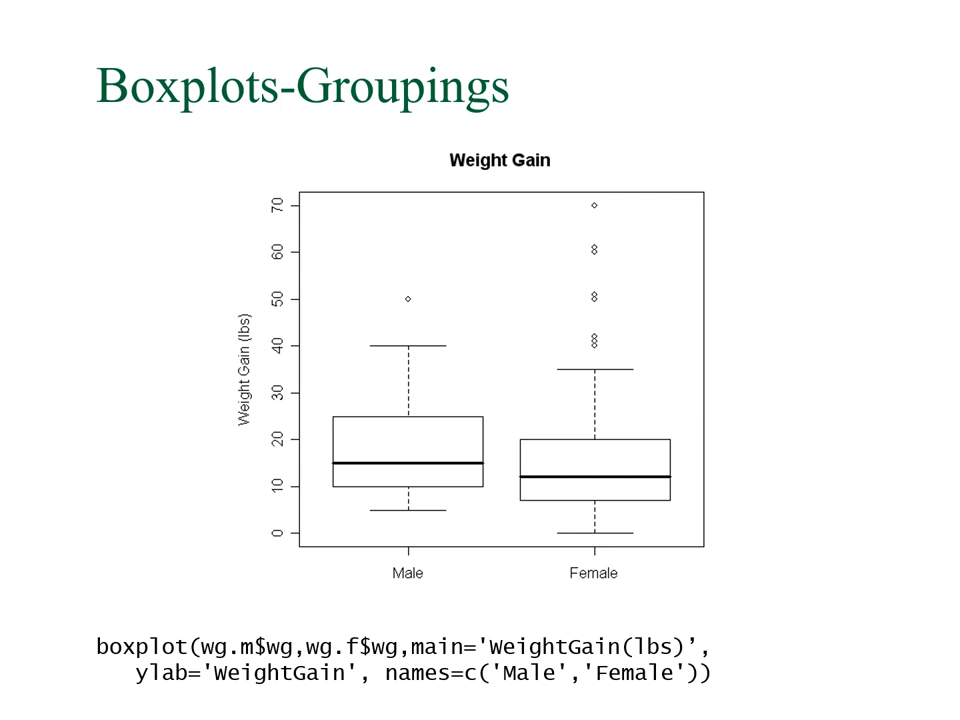 Boxplots-Groupings
Weight Gain
70
60
50
40
30
20
10
0
Weight Gain (lbs)
Male Female
boxplot(wg.m$wg,wg.f$wg,main='WeightGain(lbs)’,
ylab='WeightGain', names=c('Male','Female'))